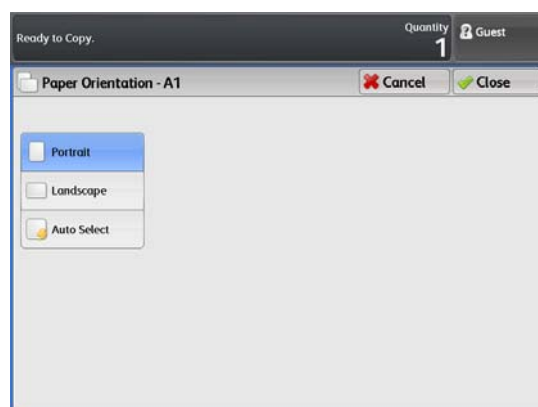 Ready to Copy.
Quantity
1
Guest
Paper Orientation - A1
Cancel
Close
Portrait
Landscape
Auto Select